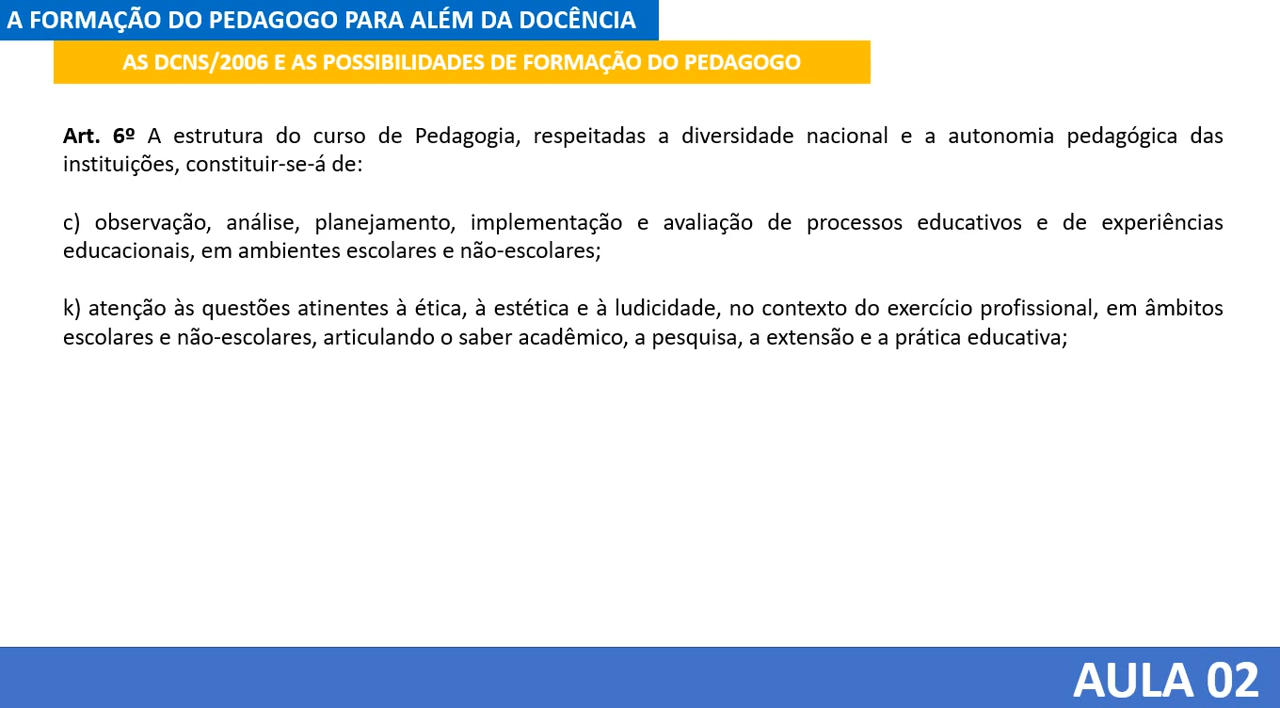 A FORMAÇÃO DO PEDAGOGO PARA ALÉM DA DOCÊNCIA
AS DCNS/2006 E AS POSSIBILIDADES DE FORMAÇÃO DO PEDAGOGO
Art. 6º A estrutura do curso de Pedagogia, respeitadas a diversidade nacional e a autonomia pedagógica das
instituições, constituir-se-á de:
c) observação, análise, planejamento, implementação e avaliação de processos educativos e de experiências
educacionais, em ambientes escolares e não-escolares;
k) atenção às questões atinentes à ética, à estética e à ludicidade, no contexto do exercício profissional, em âmbitos
escolares e não-escolares, articulando o saber acadêmico, a pesquisa, a extensão e a prática educativa;
AULA 02